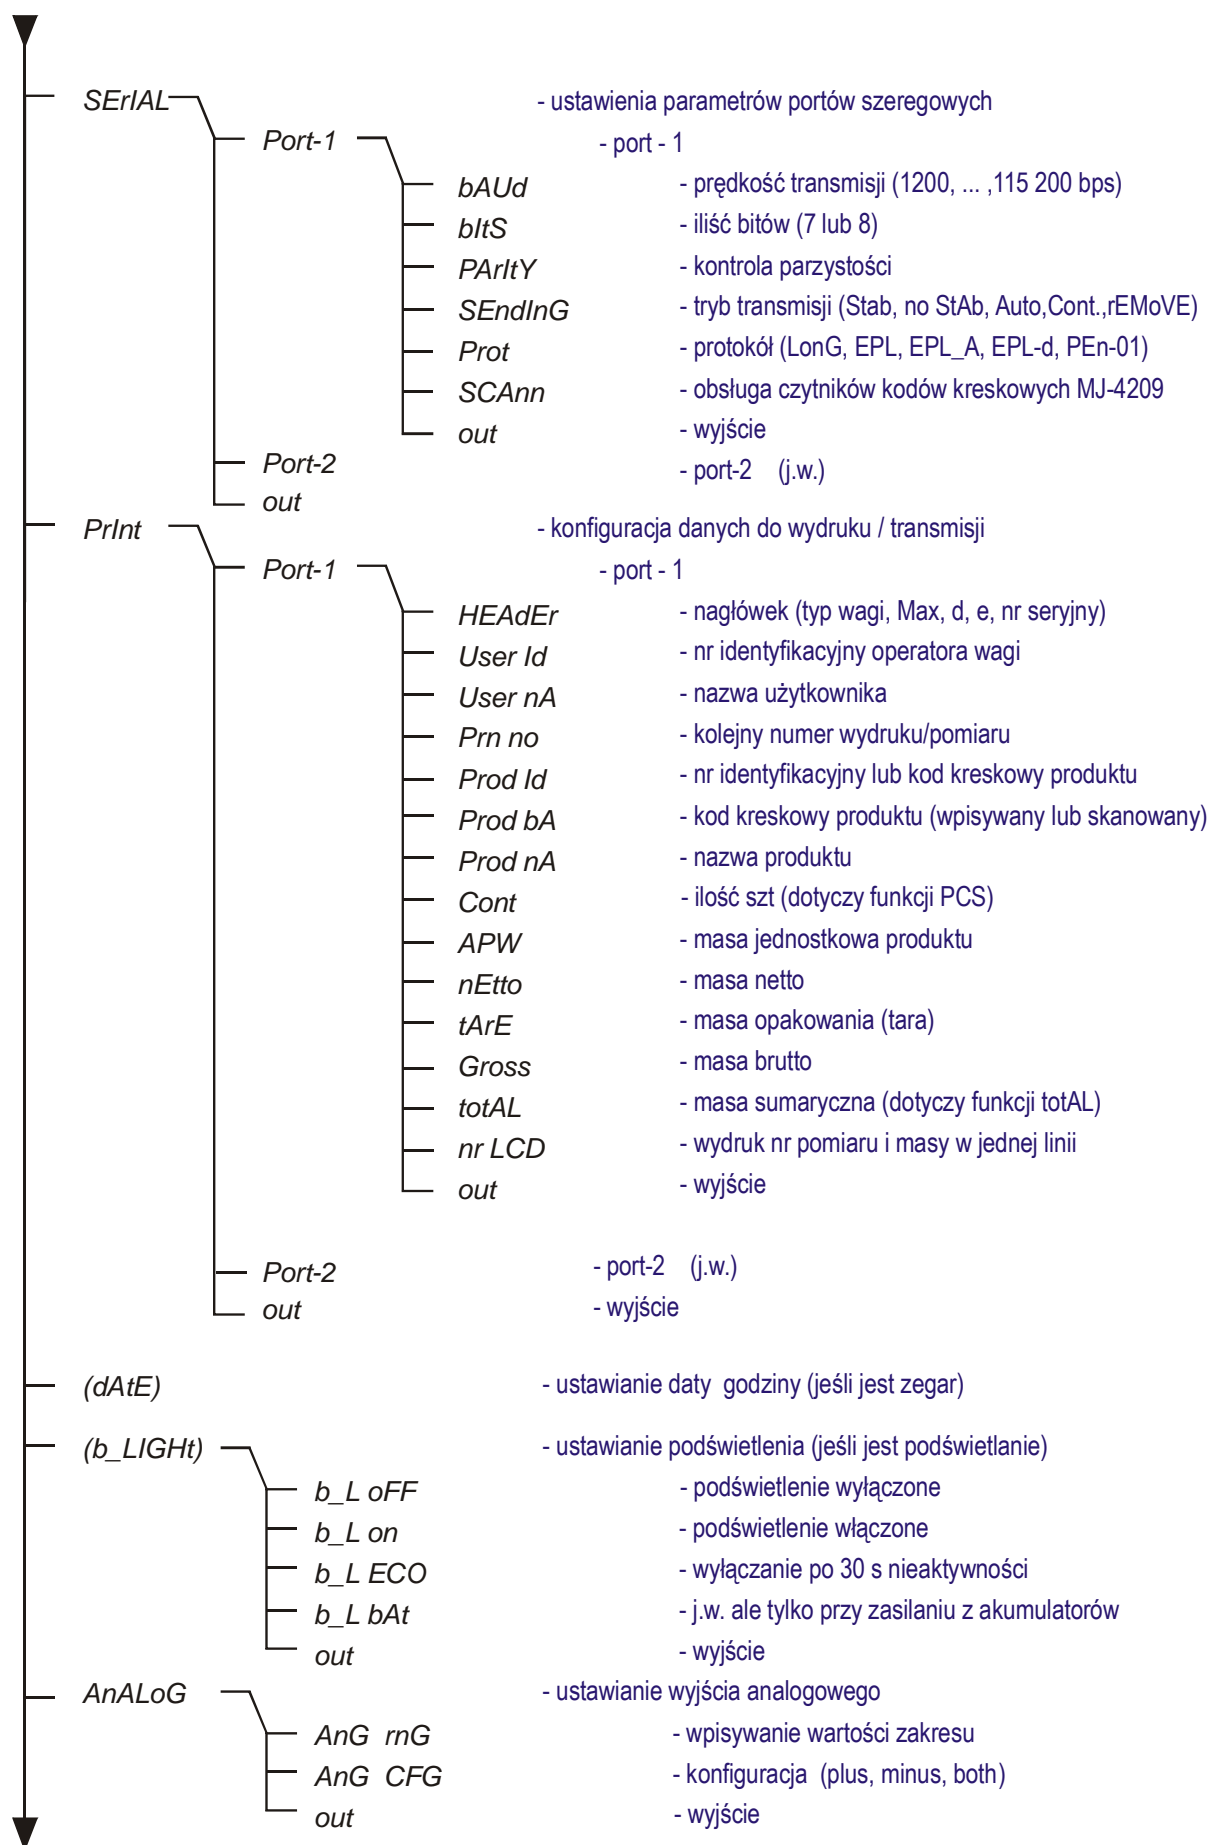 SErIAL - ustawienia parametrów portów szeregowych
Port-1 - port - 1
bAUd - prędkość transmisji (1200, ... ,115 200 bps)
bItS - iliść bitów (7 lub 8)
PArItY - kontrola parzystości
SEndInG - tryb transmisji (Stab, no StAb, Auto,Cont.,rEMoVE)
Prot - protokół (LonG, EPL, EPL_A, EPL-d, PEn-01)
SCAnn - obsługa czytników kodów kreskowych MJ-4209
out - wyjście
Port-2 - port-2 (j.w.)
out
PrInt - konfiguracja danych do wydruku / transmisji
Port-1 - port - 1
HEAdEr - nagłówek (typ wagi, Max, d, e, nr seryjny)
User Id - nr identyfikacyjny operatora wagi
User nA - nazwa użytkownika
Prn no - kolejny numer wydruku/pomiaru
Prod Id - nr identyfikacyjny lub kod kreskowy produktu
Prod bA - kod kreskowy produktu (wpisywany lub skanowany)
Prod nA - nazwa produktu
Cont - ilość szt (dotyczy funkcji PCS)
APW - masa jednostkowa produktu
nEtto - masa netto
tArE - masa opakowania (tara)
Gross - masa brutto
totAL - masa sumaryczna (dotyczy funkcji totAL)
nr LCD - wydruk nr pomiaru i masy w jednej linii
out - wyjście
Port-2 - port-2 (j.w.)
out - wyjście
(dAtE) - ustawianie daty godziny (jeśli jest zegar)
(b_LIGHt) - ustawianie podświetlenia (jeśli jest podświetlanie)
b_L oFF - podświetlenie wyłączone
b_L on - podświetlenie włączone
b_L ECO - wyłączanie po 30 s nieaktywności
b_L bAt - j.w. ale tylko przy zasilaniu z akumulatorów
out - wyjście
AnALoG - ustawianie wyjścia analogowego
AnG rnG - wpisywanie wartości zakresu
AnG CFG - konfiguracja (plus, minus, both)
out - wyjście